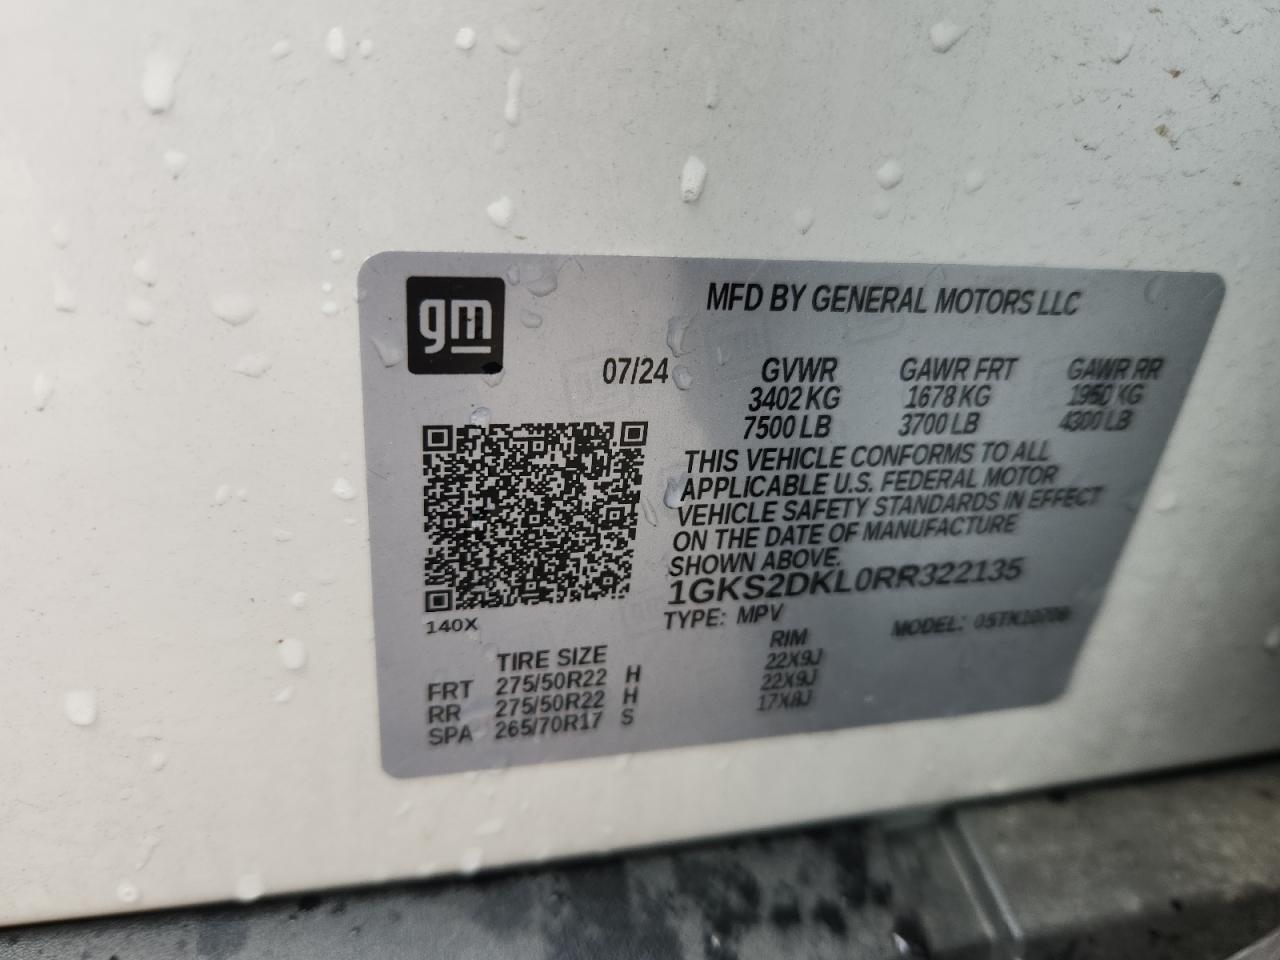 gm
MFD BY GENERAL MOTORS LLC
07/24 GVWR GAWR FRT GAWR RR
3402 KG 1678 KG 1950 KG
7500 LB 3700 LB 4300 LB
THIS VEHICLE CONFORMS TO ALL
APPLICABLE U.S. FEDERAL MOTOR
VEHICLE SAFETY STANDARDS IN EFFECT
ON THE DATE OF MANUFACTURE
SHOWN ABOVE.
1GKS2DKL0RR322135
140X TYPE: MPV MODEL:
TIRE SIZE RIM
FRT 275/50R22 H 22X9J
RR 275/50R22 H 22X9J
SPA 265/70R17 S 17X8J